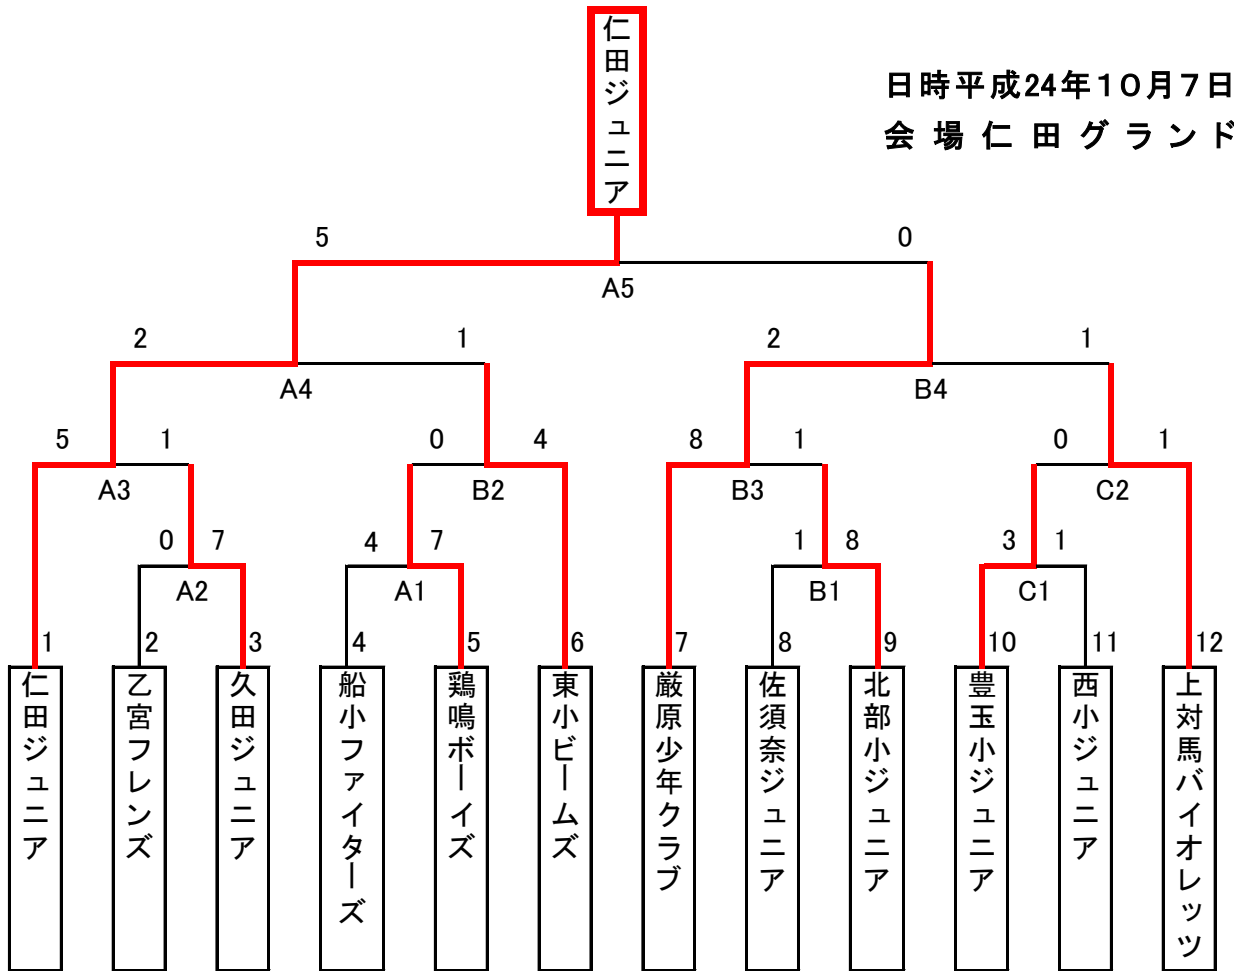 仁田ジュニア
日時平成24年１０月７日
会場仁田グランド
5 0
A5
2 1 2 1
A4 B4
5 1 0 4 8 1 0 1
A3 B2 B3 C2
0 7 4 7 1 8 3 1
A2 A1 B1 C1
1 2 3 4 5 6 7 8 9 10 11 12
仁田ジュニア
乙宮フレンズ
久田ジュニア
船小ファイターズ
鶏鳴ボーイズ
東小ビームズ
厳原少年クラブ
佐須奈ジュニア
北部小ジュニア
豊玉小ジュニア
西小ジュニア
上対馬バイオレッツ